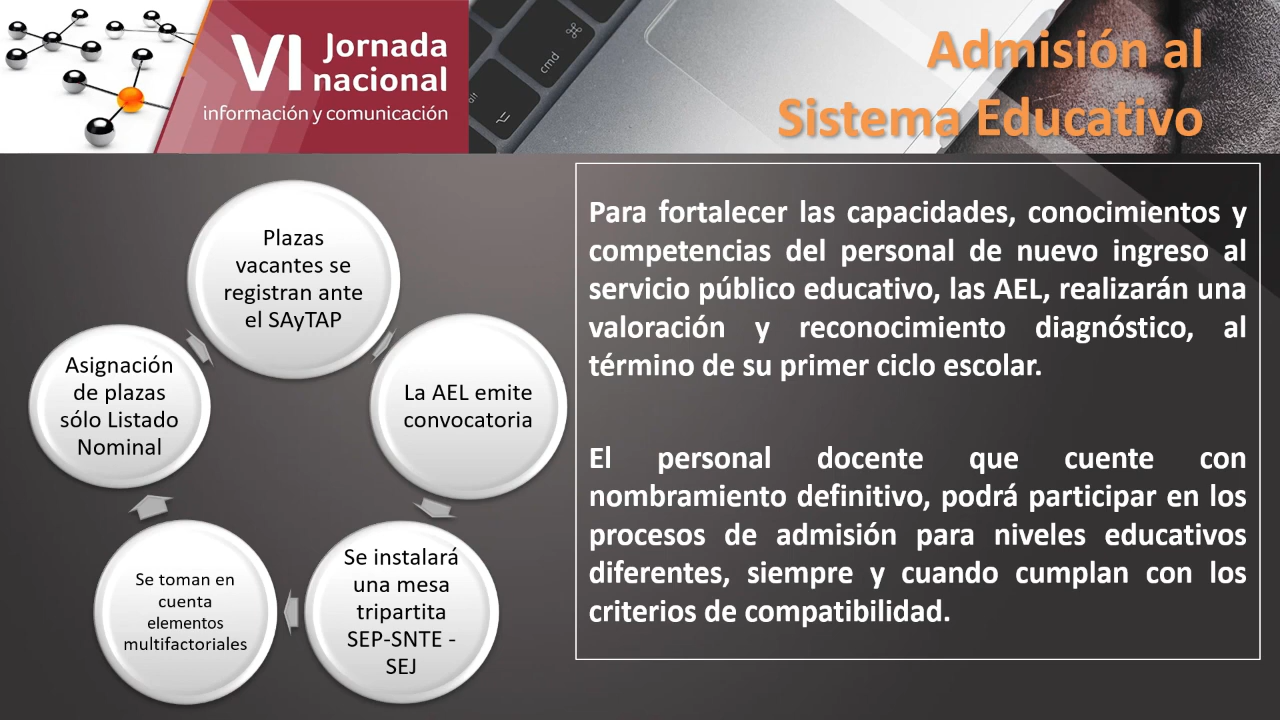 VI Jornada
nacional
información y comunicación
cmd
⌘
alt
⌥
Admisión al
Sistema Educativo
Plazas
vacantes se
registran ante
el SAyTAP
La AEL emite
convocatoria
Se instalará
una mesa
tripartita
SEP-SNTE -
SEJ
Se toman en
cuenta
elementos
multifactoriales
Asignación
de plazas
sólo Listado
Nominal
Para fortalecer las capacidades, conocimientos y
competencias del personal de nuevo ingreso al
servicio público educativo, las AEL, realizarán una
valoración y reconocimiento diagnóstico, al
término de su primer ciclo escolar.
El personal docente que cuente con
nombramiento definitivo, podrá participar en los
procesos de admisión para niveles educativos
diferentes, siempre y cuando cumplan con los
criterios de compatibilidad.